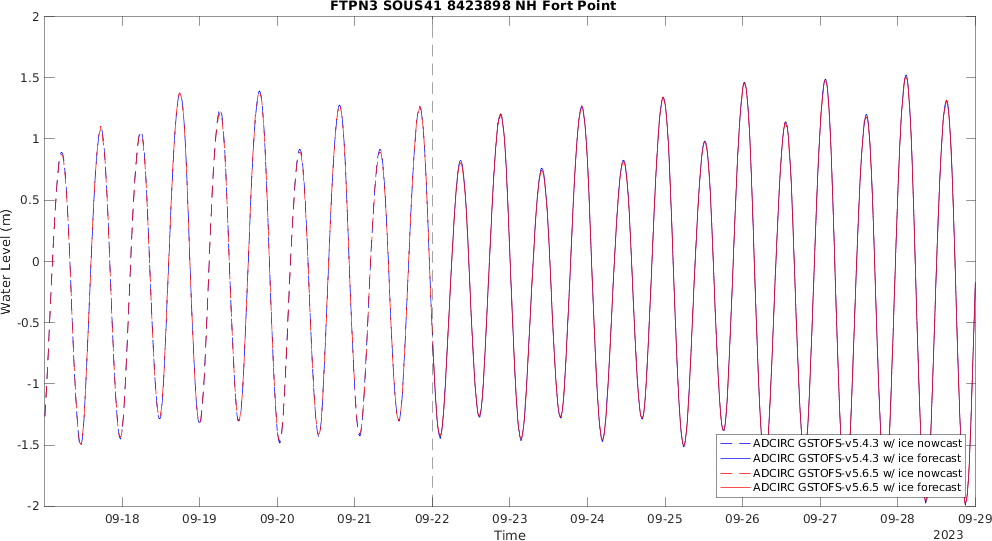 FTPN3 SOUS41 8423898 NH Fort Point
2
1.5
1
0.5
0
-0.5
-1
-1.5
-2
Water Level (m)
ADCIRC GSTOFS-v5.4.3 w/ ice nowcast
ADCIRC GSTOFS-v5.4.3 w/ ice forecast
ADCIRC GSTOFS-v5.6.5 w/ ice nowcast
ADCIRC GSTOFS-v5.6.5 w/ ice forecast
09-18 09-19 09-20 09-21 09-22 09-23 09-24 09-25 09-26 09-27 09-28 09-29
Time
2023